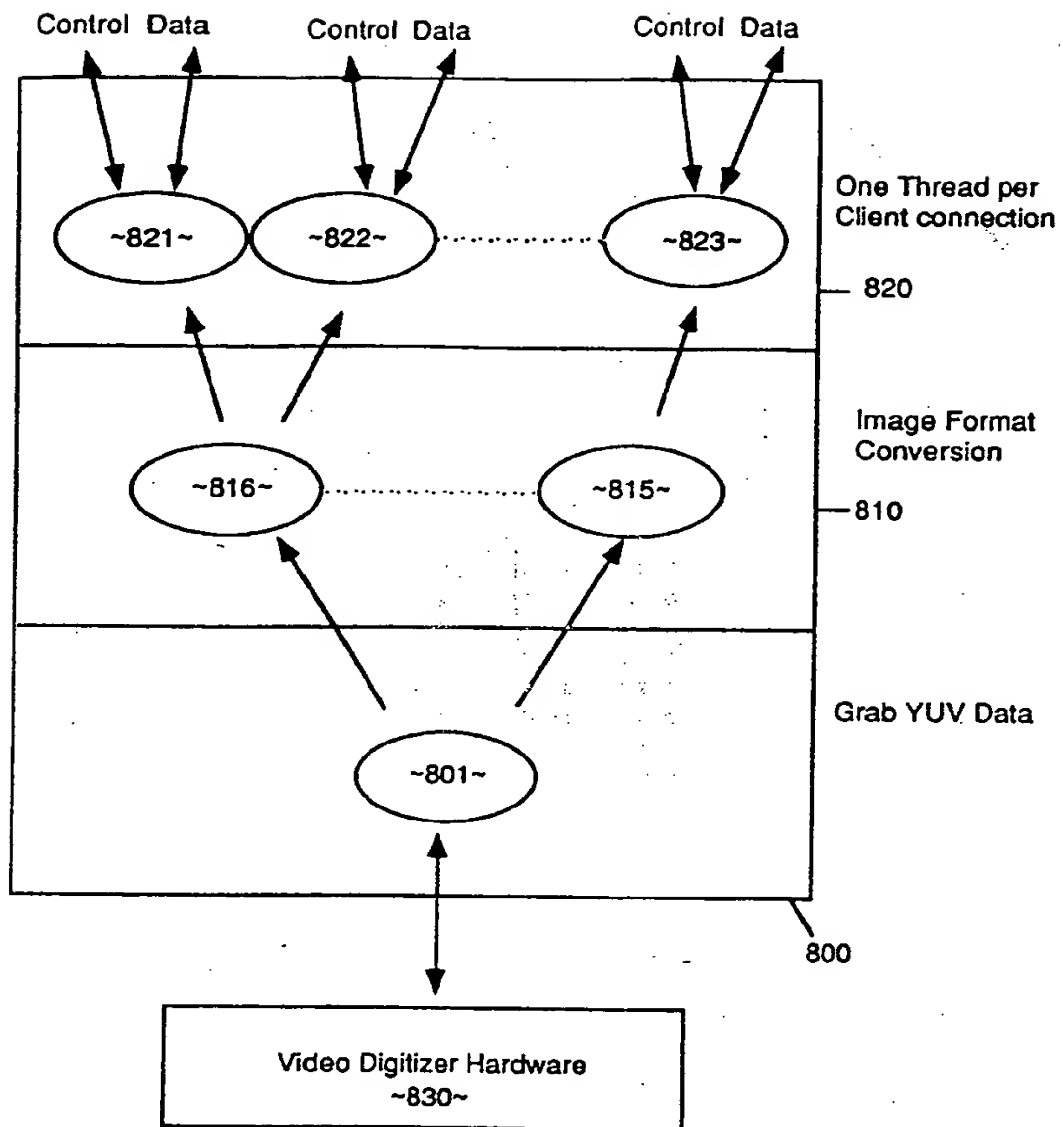 Control Data
Control Data
Control Data
~821~
~822~
~823~
One Thread per
Client connection
820
~816~
~815~
Image Format
Conversion
810
~801~
Grab YUV Data
800
Video Digitizer Hardware
~830~